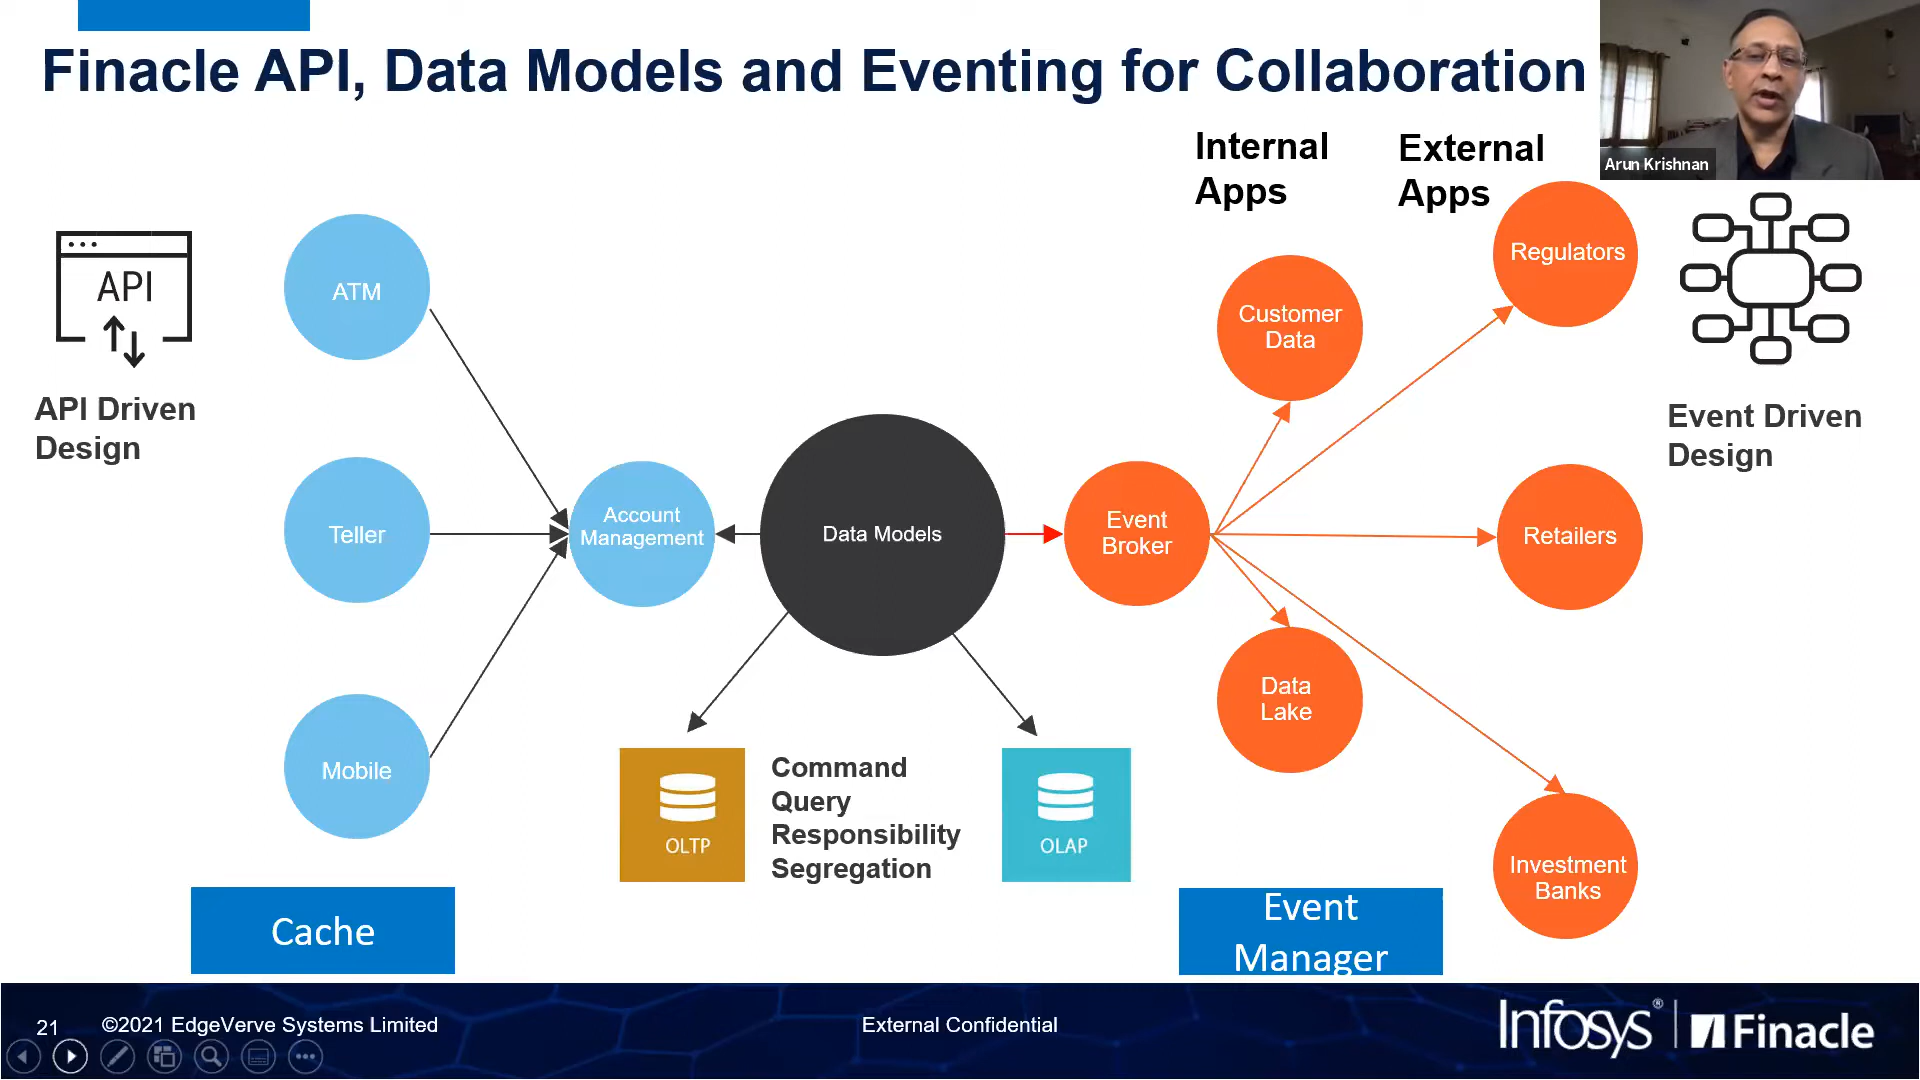 Finacle API, Data Models and Eventing for Collaboration
Arun Krishnan
Internal
Apps
External
Apps
API
API Driven
Design
ATM
Teller
Mobile
Account
Management
Data Models
Event
Broker
Customer
Data
Data
Lake
Regulators
Retailers
Investment
Banks
Event Driven
Design
OLTP
Command
Query
Responsibility
Segregation
OLAP
Cache
Event
Manager
21
©2021 EdgeVerve Systems Limited
External Confidential
Infosys®
Finacle